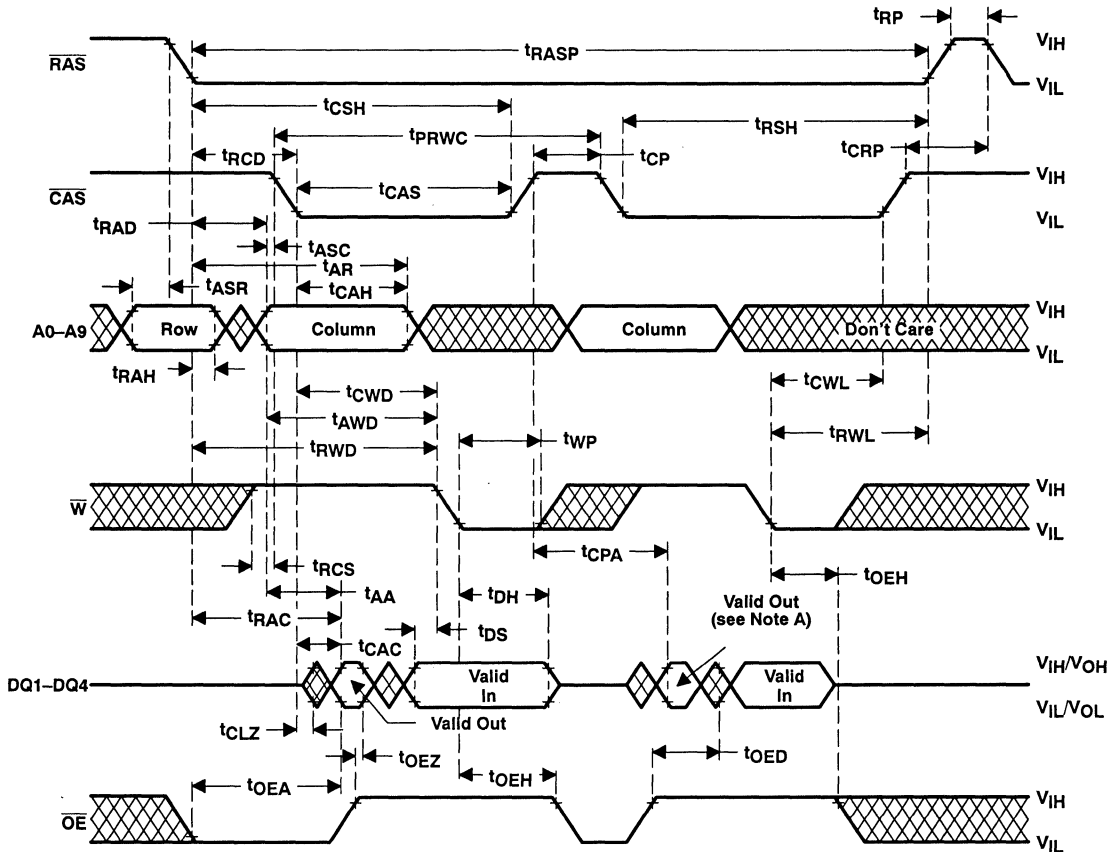 tRP
RAS
tRASP
VIH
VIL
tCSH
tPRWC
tRSH
tRCD
tCP
tCRP
CAS
tCAS
VIH
VIL
tRAD
tASC
tAR
tASR
tCAH
A0–A9
Row
Column
Column
Don't Care
VIH
VIL
tRAH
tCWD
tCWL
tAWD
tWP
tRWL
tRWD
W
VIH
VIL
tRCS
tCPA
tOEH
tAA
tDH
Valid Out
(see Note A)
tRAC
tDS
tCAC
DQ1–DQ4
Valid
In
Valid
In
VIH/VOH
VIL/VOL
Valid Out
tCLZ
tOEZ
tOED
tOEA
tOEH
OE
VIH
VIL